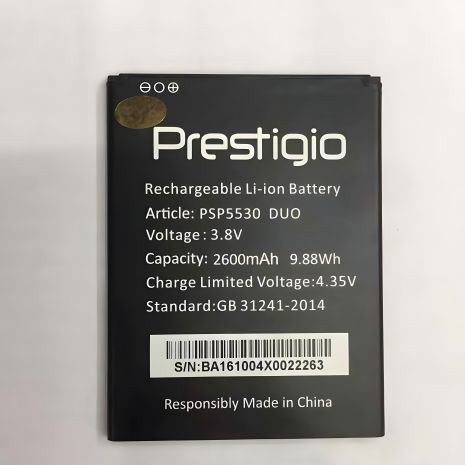 ⊖○⊕
Prestigio
Rechargeable Li-ion Battery
Article: PSP5530 DUO
Voltage : 3.8V
Capacity: 2600mAh 9.88Wh
Charge Limited Voltage:4.35V
Standard:GB 31241-2014
S/N:BA161004X0022263
Responsibly Made in China